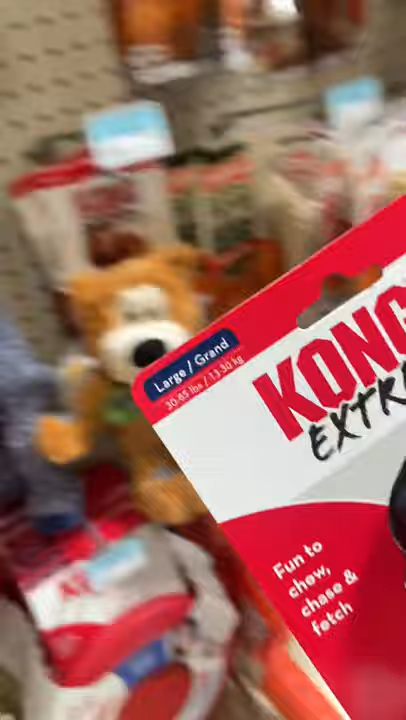 Large / Grand
30-65 lbs / 13-30 kg
KONG
EXTR
Fun to
chew,
chase &
fetch